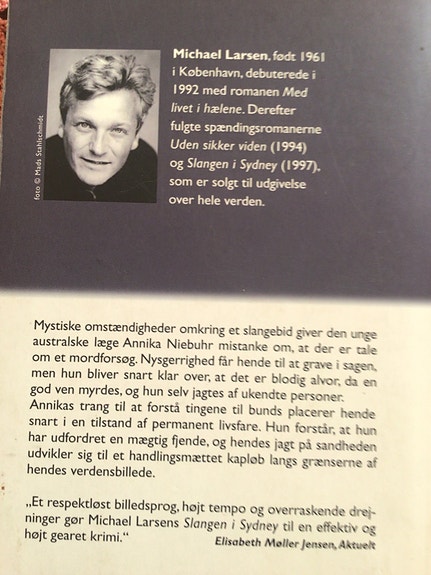 Michael Larsen, født 1961
i København, debuterede i
1992 med romanen Med
livet i hælene. Derefter
fulgte spændingsromanerne
Uden sikker viden (1994)
og Slangen i Sydney (1997),
som er solgt til udgivelse
over hele verden.
foto © Mads Stahlschmidt
Mystiske omstændigheder omkring et slangebid giver den unge
australske læge Annika Niebuhr mistanke om, at der er tale
om et mordforsøg. Nysgerrighed får hende til at grave i sagen,
men hun bliver snart klar over, at det er blodig alvor, da en
god ven myrdes, og hun selv jagtes af ukendte personer.
Annikas trang til at forstå tingene til bunds placerer hende
snart i en tilstand af permanent livsfare. Hun forstår, at hun
har udfordret en mægtig fjende, og hendes jagt på sandheden
udvikler sig til et handlingsmættet kapløb langs grænserne af
hendes verdensbillede.
„Et respektløst billedsprog, højt tempo og overraskende drej-
ninger gør Michael Larsens Slangen i Sydney til en effektiv og
højt gearet krimi.“
Elisabeth Møller Jensen, Aktuelt